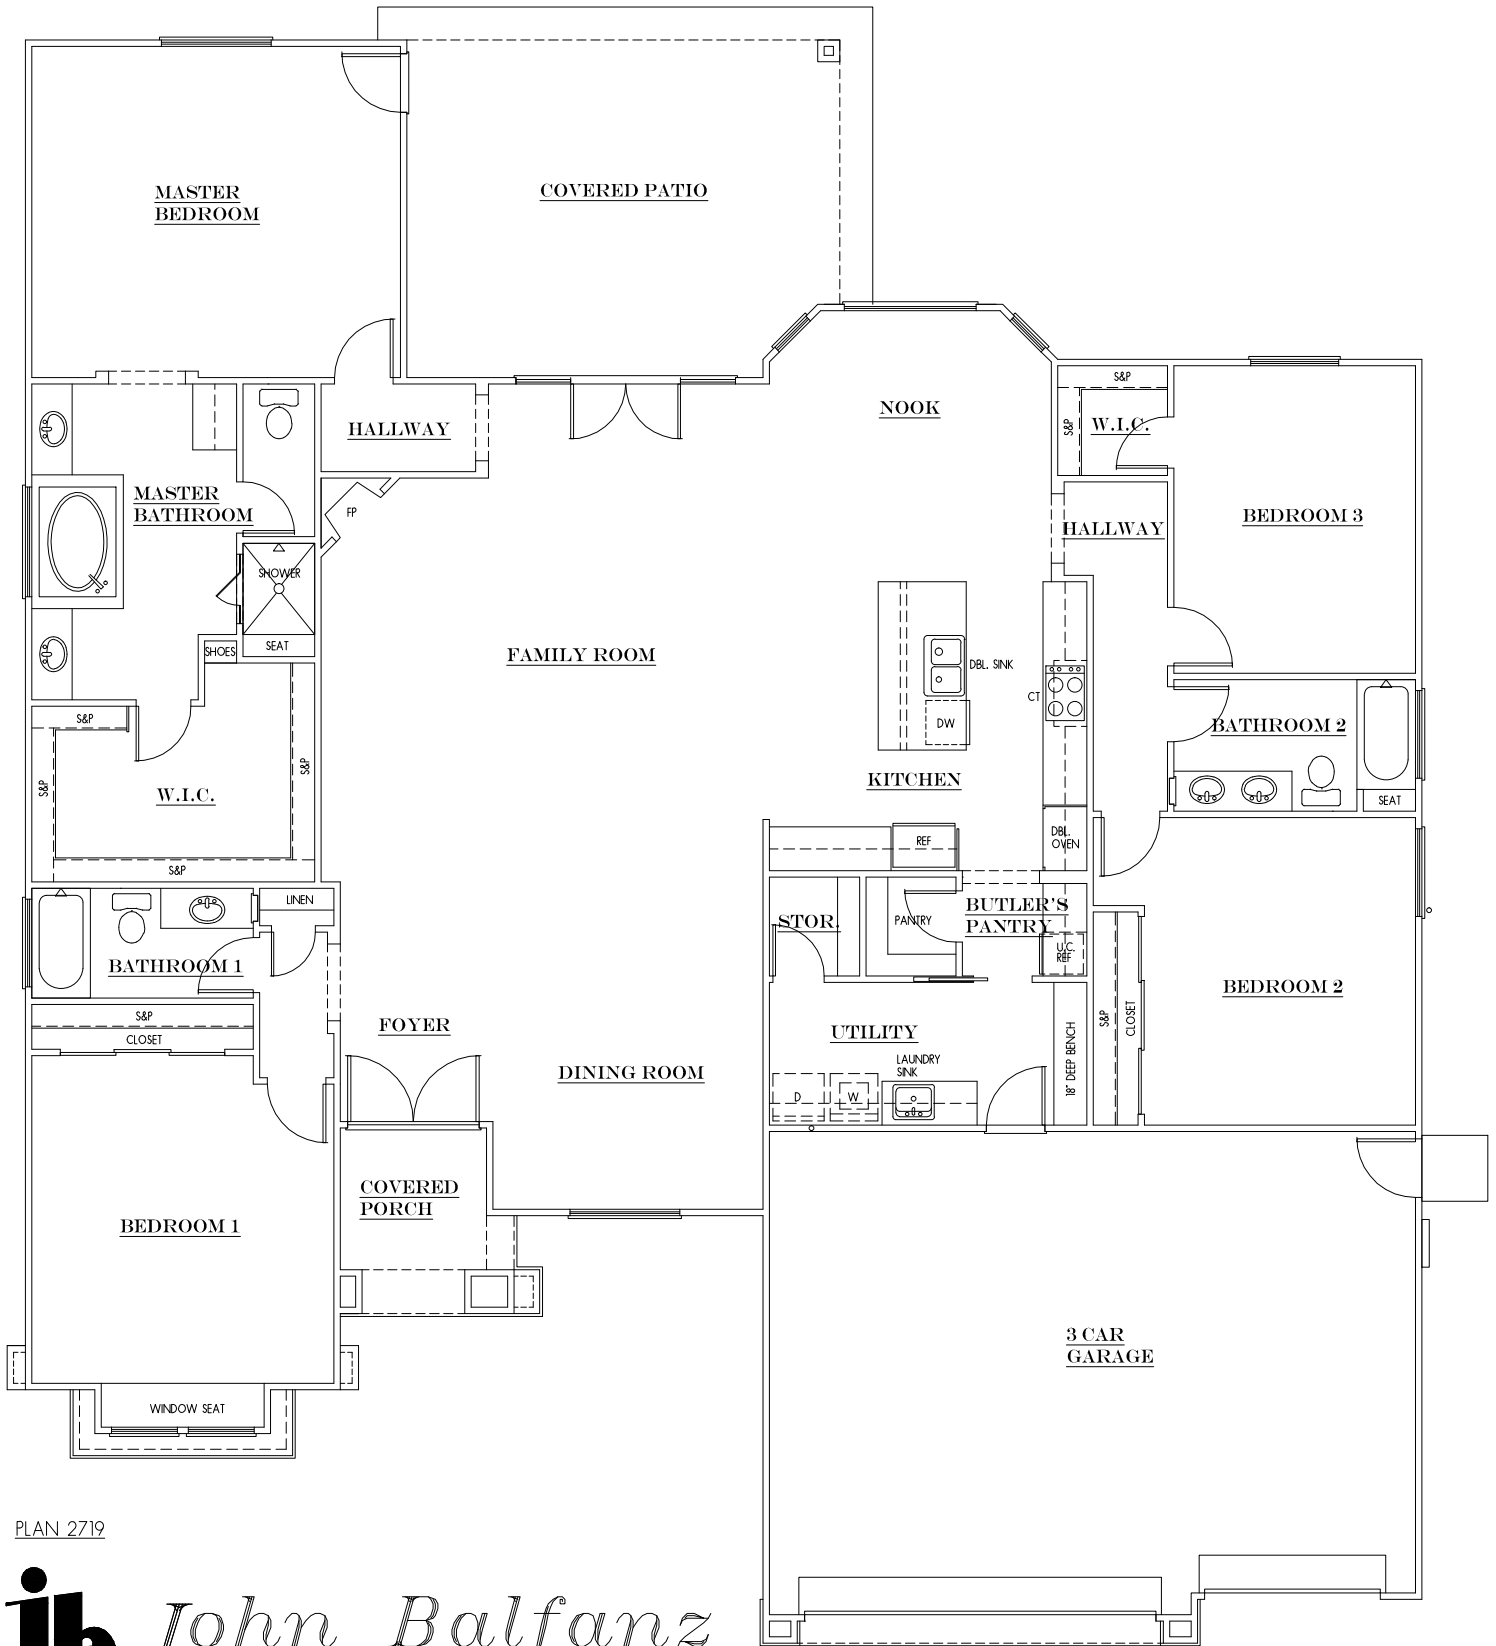 MASTER
BEDROOM
COVERED PATIO
HALLWAY
NOOK
S&P
S&P
W.I.C.
MASTER
BATHROOM
FP
HALLWAY
BEDROOM 3
SHOWER
SEAT
SHOES
FAMILY ROOM
DBL. SINK
CT
DW
S&P
S&P
S&P
W.I.C.
S&P
KITCHEN
BATHROOM 2
SEAT
REF
DBL.
OVEN
LINEN
STOR.
PANTRY
BUTLER'S
PANTRY
U.C.
REF
BATHROOM 1
BEDROOM 2
S&P
CLOSET
S&P
CLOSET
FOYER
UTILITY
LAUNDRY
SINK
18" DEEP BENCH
D
W
DINING ROOM
COVERED
PORCH
BEDROOM 1
3 CAR
GARAGE
WINDOW SEAT
PLAN 2719
jb
John Balfanz